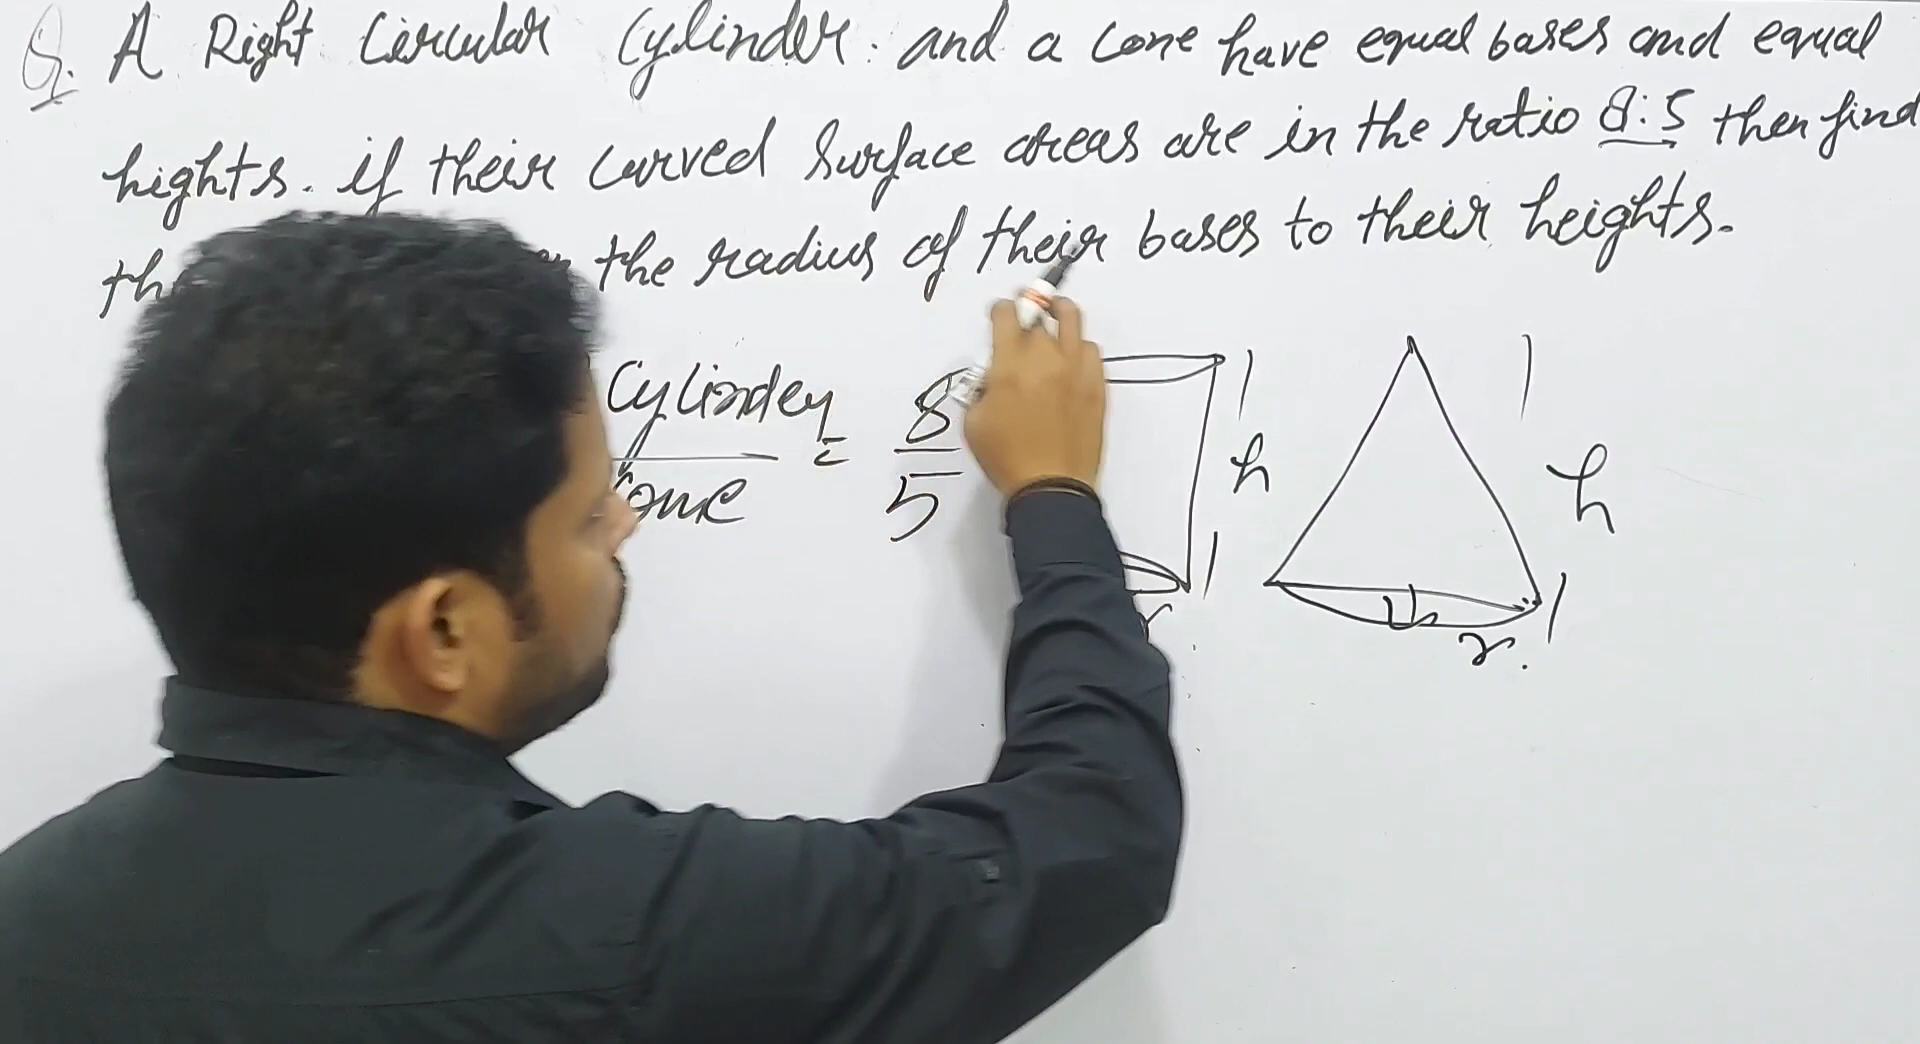 Q. A Right Circular Cylinder. and a cone have equal bases and equal
hights. if their curved surface areas are in the ratio 8:5 then find
the radius of their bases to their heights.
Cylinder = 8
Cone 5
h
h
r
r.